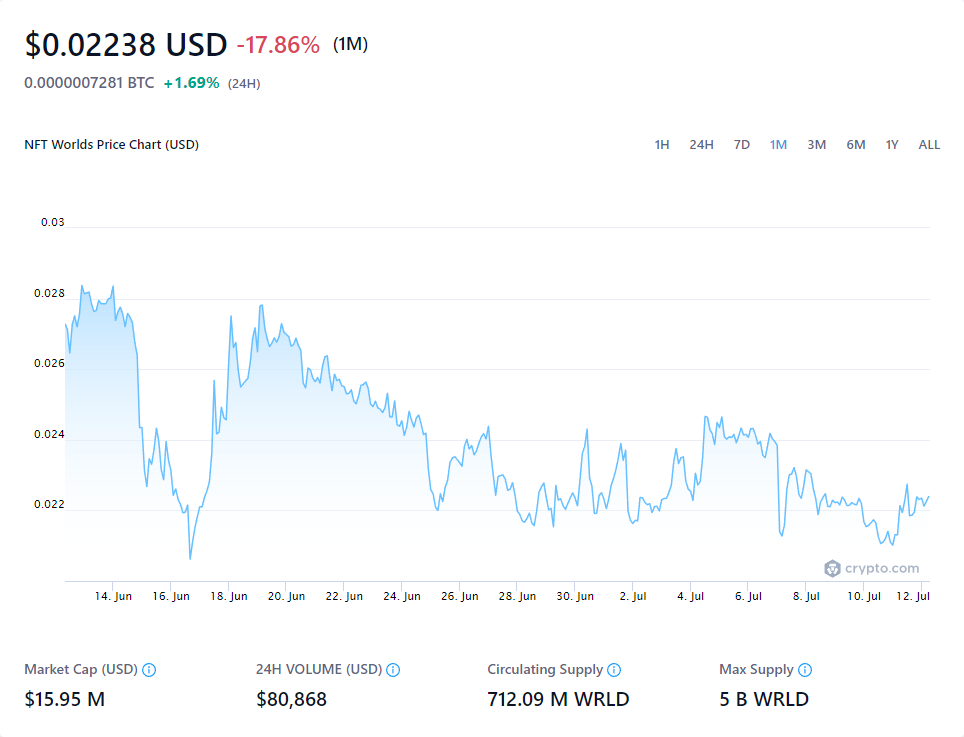 $0.02238 USD -17.86% (1M)
0.0000007281 BTC +1.69% (24H)
NFT Worlds Price Chart (USD) 1H 24H 7D 1M 3M 6M 1Y ALL
0.03
0.028
0.026
0.024
0.022
crypto.com
14. Jun 16. Jun 18. Jun 20. Jun 22. Jun 24. Jun 26. Jun 28. Jun 30. Jun 2. Jul 4. Jul 6. Jul 8. Jul 10. Jul 12. Jul
Market Cap (USD) 24H VOLUME (USD) Circulating Supply Max Supply
$15.95 M $80,868 712.09 M WRLD 5 B WRLD